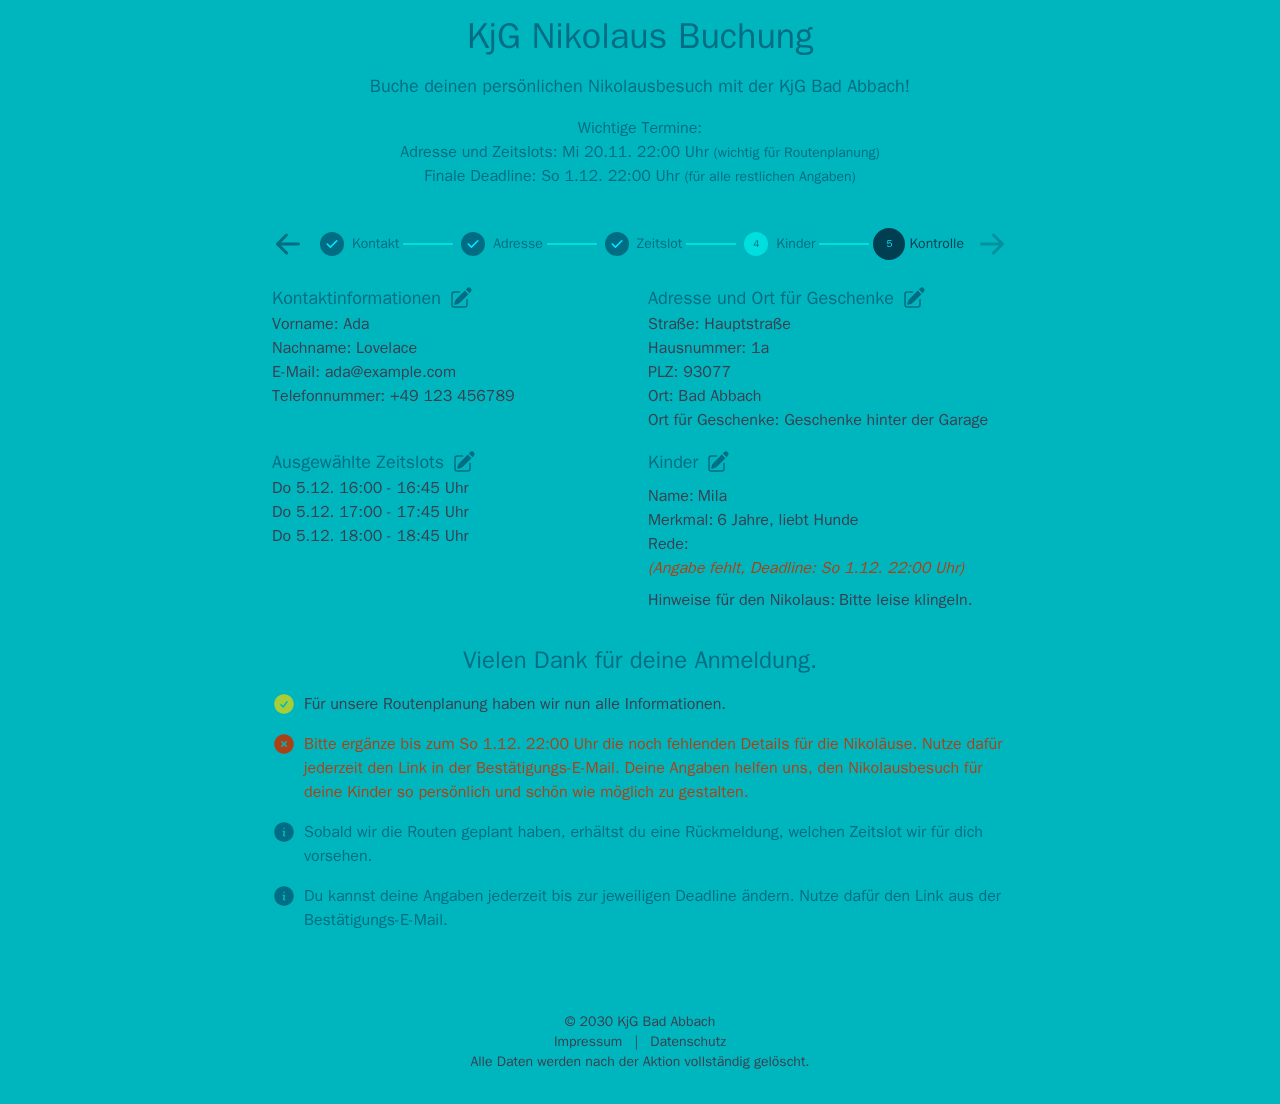 KjG Nikolaus Buchung
Buche deinen persönlichen Nikolausbesuch mit der KjG Bad Abbach!
Wichtige Termine:
Adresse und Zeitslots: Mi 20.11. 22:00 Uhr (wichtig für Routenplanung)
Finale Deadline: So 1.12. 22:00 Uhr (für alle restlichen Angaben)
Kontakt Adresse Zeitslot 4 Kinder 5 Kontrolle
Kontaktinformationen
Vorname: Ada
Nachname: Lovelace
E-Mail: ada@example.com
Telefonnummer: +49 123 456789
Adresse und Ort für Geschenke
Straße: Hauptstraße
Hausnummer: 1a
PLZ: 93077
Ort: Bad Abbach
Ort für Geschenke: Geschenke hinter der Garage
Ausgewählte Zeitslots
Do 5.12. 16:00 - 16:45 Uhr
Do 5.12. 17:00 - 17:45 Uhr
Do 5.12. 18:00 - 18:45 Uhr
Kinder
Name: Mila
Merkmal: 6 Jahre, liebt Hunde
Rede:
(Angabe fehlt, Deadline: So 1.12. 22:00 Uhr)
Hinweise für den Nikolaus: Bitte leise klingeln.
Vielen Dank für deine Anmeldung.
Für unsere Routenplanung haben wir nun alle Informationen.
Bitte ergänze bis zum So 1.12. 22:00 Uhr die noch fehlenden Details für die Nikoläuse. Nutze dafür
jederzeit den Link in der Bestätigungs-E-Mail. Deine Angaben helfen uns, den Nikolausbesuch für
deine Kinder so persönlich und schön wie möglich zu gestalten.
Sobald wir die Routen geplant haben, erhältst du eine Rückmeldung, welchen Zeitslot wir für dich
vorsehen.
Du kannst deine Angaben jederzeit bis zur jeweiligen Deadline ändern. Nutze dafür den Link aus der
Bestätigungs-E-Mail.
© 2030 KjG Bad Abbach
Impressum | Datenschutz
Alle Daten werden nach der Aktion vollständig gelöscht.